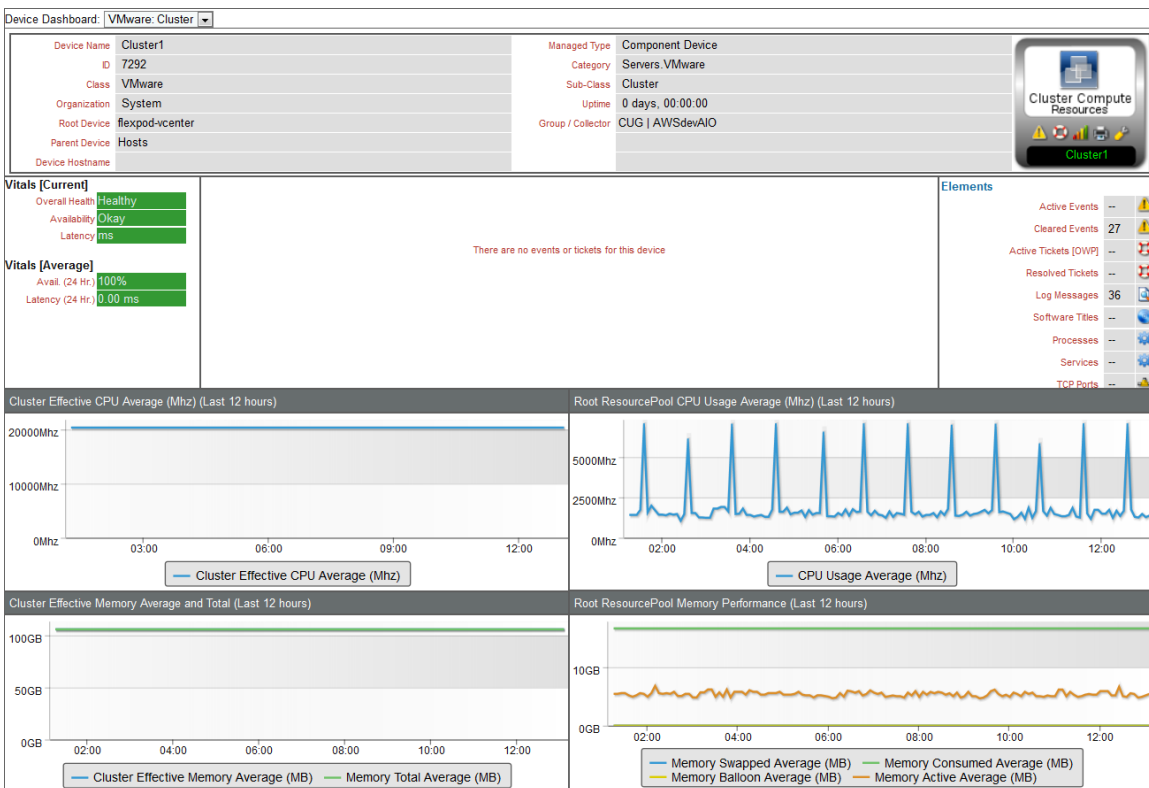 Device Dashboard: VMware: Cluster
Device Name Cluster1 Managed Type Component Device
ID 7292 Category Servers.VMware
Class VMware Sub-Class Cluster
Organization System Uptime 0 days, 00:00:00
Root Device flexpod-vcenter Group / Collector CUG | AWSdevAIO
Parent Device Hosts
Device Hostname
Cluster Compute
Resources
Cluster1
Vitals [Current]
Overall Health Healthy
Availability Okay
Latency ms
Vitals [Average]
Avail. (24 Hr.) 100%
Latency (24 Hr.) 0.00 ms
There are no events or tickets for this device
Elements
Active Events --
Cleared Events 27
Active Tickets [OWP] --
Resolved Tickets --
Log Messages 36
Software Titles --
Processes --
Services --
TCP Ports --
Cluster Effective CPU Average (Mhz) (Last 12 hours)
20000Mhz
10000Mhz
0Mhz
03:00 06:00 09:00 12:00
Cluster Effective CPU Average (Mhz)
Root ResourcePool CPU Usage Average (Mhz) (Last 12 hours)
5000Mhz
2500Mhz
0Mhz
02:00 04:00 06:00 08:00 10:00 12:00
CPU Usage Average (Mhz)
Cluster Effective Memory Average and Total (Last 12 hours)
100GB
50GB
0GB
02:00 04:00 06:00 08:00 10:00 12:00
Cluster Effective Memory Average (MB) Memory Total Average (MB)
Root ResourcePool Memory Performance (Last 12 hours)
10GB
0GB
02:00 04:00 06:00 08:00 10:00 12:00
Memory Swapped Average (MB) Memory Consumed Average (MB)
Memory Balloon Average (MB) Memory Active Average (MB)